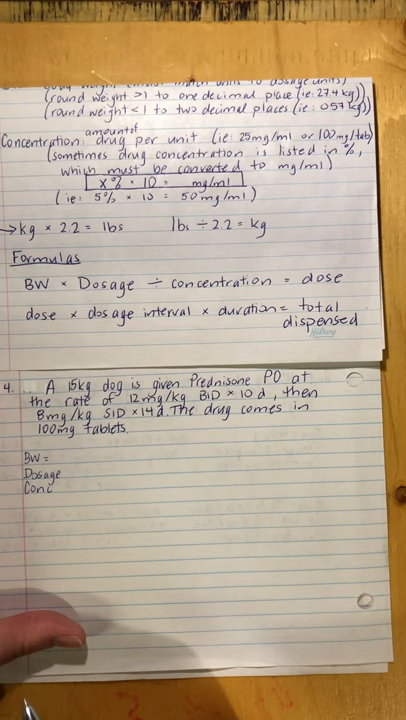 (round weight >1 to one decimal place (ie: 27.4 kg))
(round weight <1 to two decimal places (ie: 0.57 kg))
amount of
Concentration: drug per unit (ie: 25mg/ml or 100mg/tab)
(sometimes drug concentration is listed in %,
which must be converted to mg/ml)
X% × 10 = mg/ml
(ie: 5% × 10 = 50mg/ml)
→kg × 2.2 = lbs lbs ÷ 2.2 = kg
Formulas
BW × Dosage ÷ concentration = dose
dose × dosage interval × duration = total
dispensed
Hilroy
4. A 15kg dog is given Prednisone PO at
the rate of 12mg/kg BID × 10 d, then
8mg/kg SID × 14 d. The drug comes in
100mg tablets.
BW =
Dosage
Conc